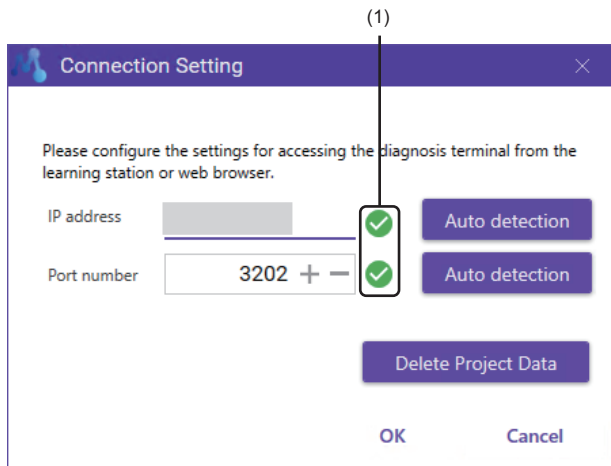 (1)
Connection Setting
Please configure the settings for accessing the diagnosis terminal from the
learning station or web browser.
IP address
Auto detection
Port number
3202
Auto detection
Delete Project Data
OK
Cancel